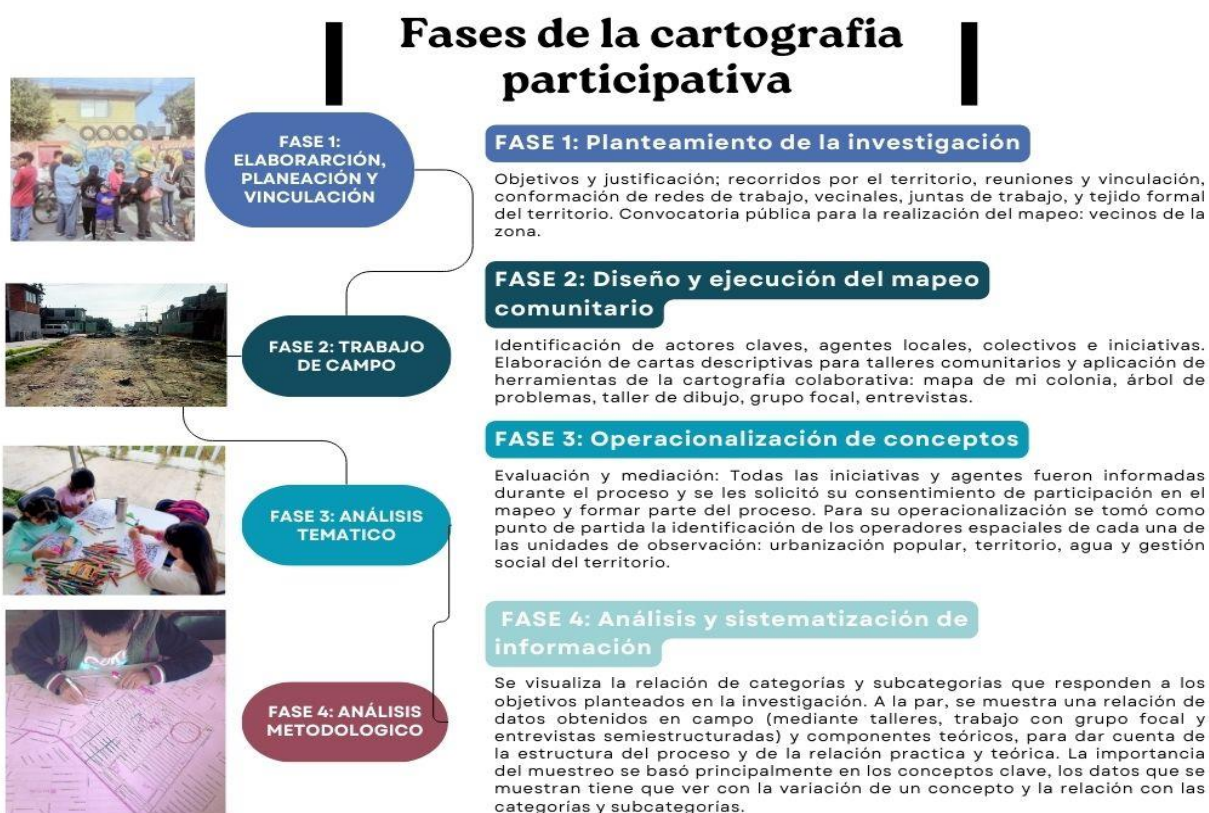 Fases de la cartografia
participativa
FASE 1:
ELABORARCIÓN,
PLANEACIÓN Y
VINCULACIÓN
FASE 1: Planteamiento de la investigación
Objetivos y justificación; recorridos por el territorio, reuniones y vinculación,
conformación de redes de trabajo, vecinales, juntas de trabajo, y tejido formal
del territorio. Convocatoria pública para la realización del mapeo: vecinos de la
zona.
FASE 2: TRABAJO
DE CAMPO
FASE 2: Diseño y ejecución del mapeo
comunitario
Identificación de actores claves, agentes locales, colectivos e iniciativas.
Elaboración de cartas descriptivas para talleres comunitarios y aplicación de
herramientas de la cartografía colaborativa: mapa de mi colonia, árbol de
problemas, taller de dibujo, grupo focal, entrevistas.
FASE 3: ANÁLISIS
TEMATICO
FASE 3: Operacionalización de conceptos
Evaluación y mediación: Todas las iniciativas y agentes fueron informadas
durante el proceso y se les solicitó su consentimiento de participación en el
mapeo y formar parte del proceso. Para su operacionalización se tomó como
punto de partida la identificación de los operadores espaciales de cada una de
las unidades de observación: urbanización popular, territorio, agua y gestión
social del territorio.
FASE 4: ANÁLISIS
METODOLOGICO
FASE 4: Análisis y sistematización de
información
Se visualiza la relación de categorías y subcategorías que responden a los
objetivos planteados en la investigación. A la par, se muestra una relación de
datos obtenidos en campo (mediante talleres, trabajo con grupo focal y
entrevistas semiestructuradas) y componentes teóricos, para dar cuenta de
la estructura del proceso y de la relación practica y teórica. La importancia
del muestreo se basó principalmente en los conceptos clave, los datos que se
muestran tiene que ver con la variación de un concepto y la relación con las
categorías y subcategorías.